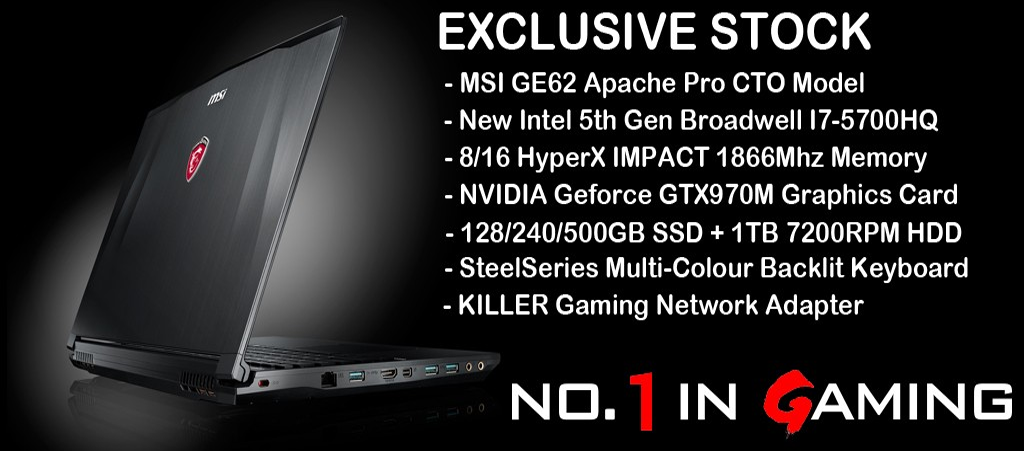 msi
EXCLUSIVE STOCK
- MSI GE62 Apache Pro CTO Model
- New Intel 5th Gen Broadwell I7-5700HQ
- 8/16 HyperX IMPACT 1866Mhz Memory
- NVIDIA Geforce GTX970M Graphics Card
- 128/240/500GB SSD + 1TB 7200RPM HDD
- SteelSeries Multi-Colour Backlit Keyboard
- KILLER Gaming Network Adapter
NO.1 IN GAMING